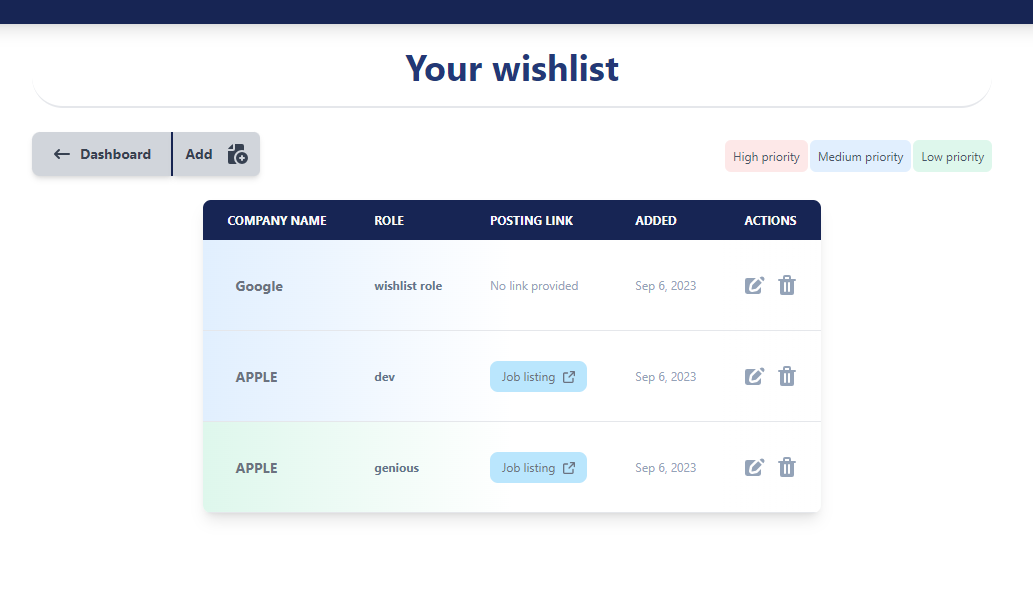 Your wishlist
Dashboard Add
High priority Medium priority Low priority
COMPANY NAME ROLE POSTING LINK ADDED ACTIONS
Google wishlist role No link provided Sep 6, 2023
APPLE dev Job listing Sep 6, 2023
APPLE genious Job listing Sep 6, 2023